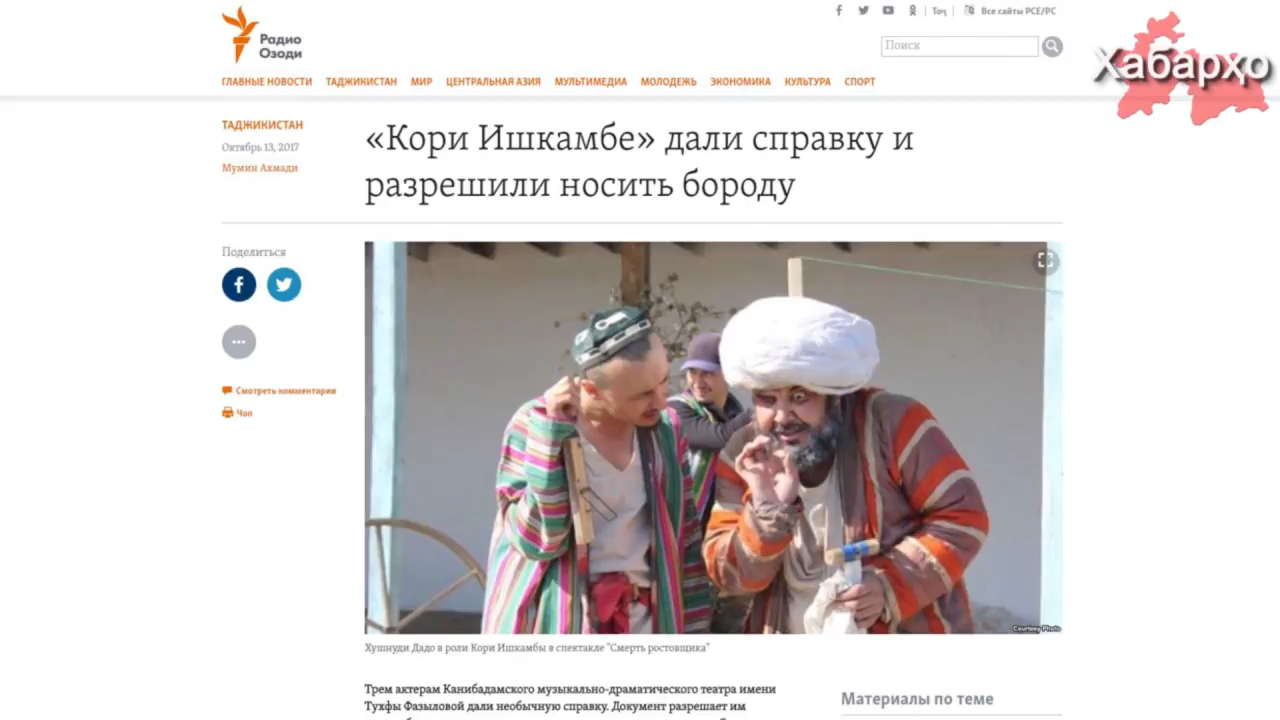 Тоҷ
Все сайты РСЕ/РС
Радио
Озоди
Поиск
Хабарҳо
ГЛАВНЫЕ НОВОСТИ ТАДЖИКИСТАН МИР ЦЕНТРАЛЬНАЯ АЗИЯ МУЛЬТИМЕДИА МОЛОДЕЖЬ ЭКОНОМИКА КУЛЬТУРА СПОРТ
ТАДЖИКИСТАН
Октябрь 13, 2017
Мумин Ахмади
«Кори Ишкамбе» дали справку и
разрешили носить бороду
Поделиться
Смотреть комментарии
Чоп
Courtesy Photo
Хушнуди Дадо в роли Кори Ишкамбы в спектакле "Смерть ростовщика"
Трем актерам Канибадамского музыкально-драматического театра имени
Тухфы Фазыловой дали необычную справку. Документ разрешает им
Материалы по теме